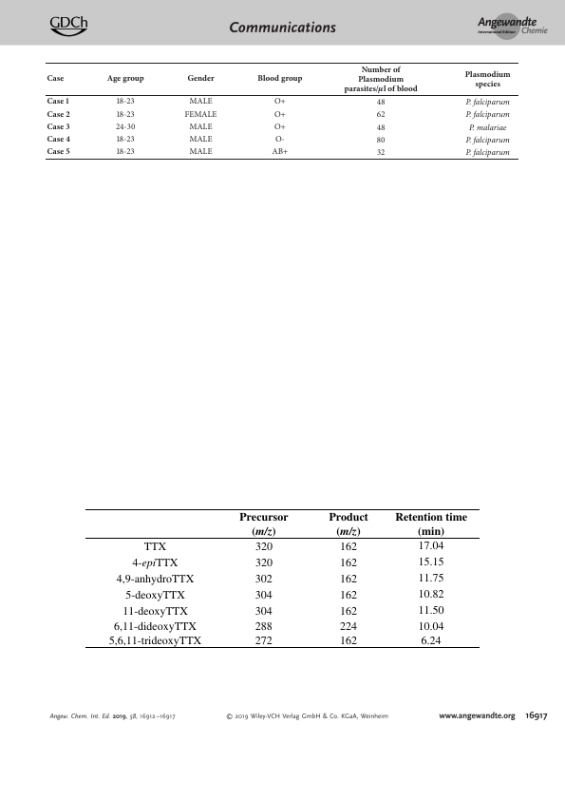 GDCh
Communications
Angewandte
International Edition Chemie
Case Age group Gender Blood group Number of Plasmodium parasites/µl of blood Plasmodium species
Case 1 18-23 MALE O+ 48 P. falciparum
Case 2 18-23 FEMALE O+ 62 P. falciparum
Case 3 24-30 MALE O+ 48 P. malariae
Case 4 18-23 MALE O- 80 P. falciparum
Case 5 18-23 MALE AB+ 32 P. falciparum
Precursor Product Retention time
(m/z) (m/z) (min)
TTX 320 162 17.04
4-epiTTX 320 162 15.15
4,9-anhydroTTX 302 162 11.75
5-deoxyTTX 304 162 10.82
11-deoxyTTX 304 162 11.50
6,11-dideoxyTTX 288 224 10.04
5,6,11-trideoxyTTX 272 162 6.24
Angew. Chem. Int. Ed. 2019, 58, 16912–16917 © 2019 Wiley-VCH Verlag GmbH & Co. KGaA, Weinheim www.angewandte.org 16917